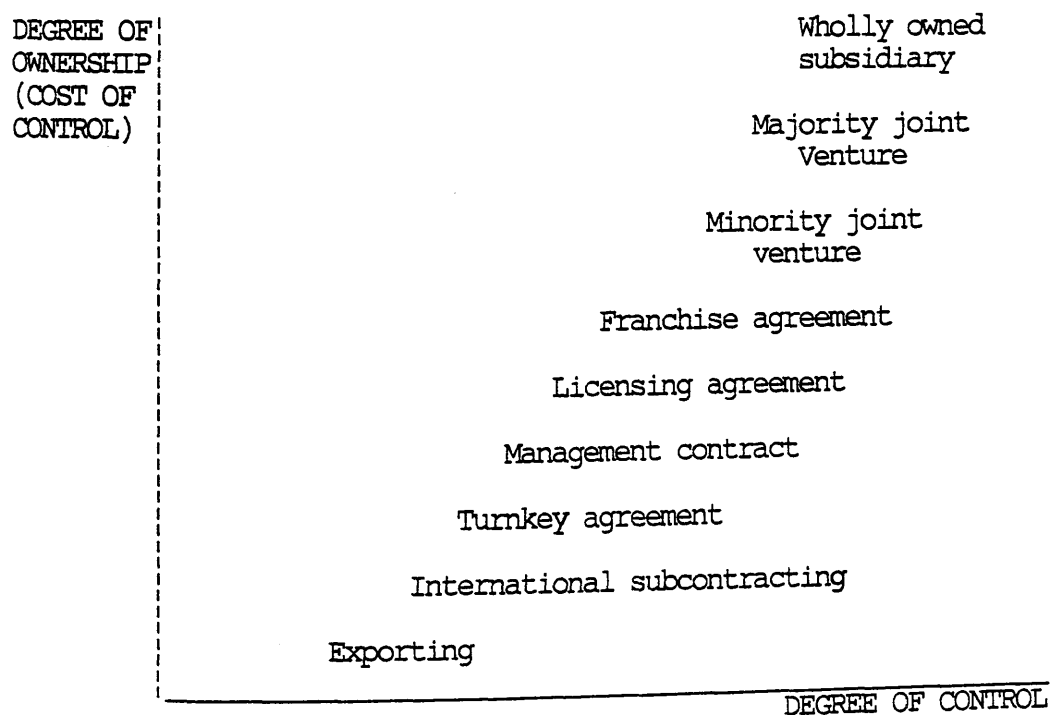 DEGREE OF
OWNERSHIP
(COST OF
CONTROL)
Wholly owned
subsidiary
Majority joint
Venture
Minority joint
venture
Franchise agreement
Licensing agreement
Management contract
Turnkey agreement
International subcontracting
Exporting
DEGREE OF CONTROL